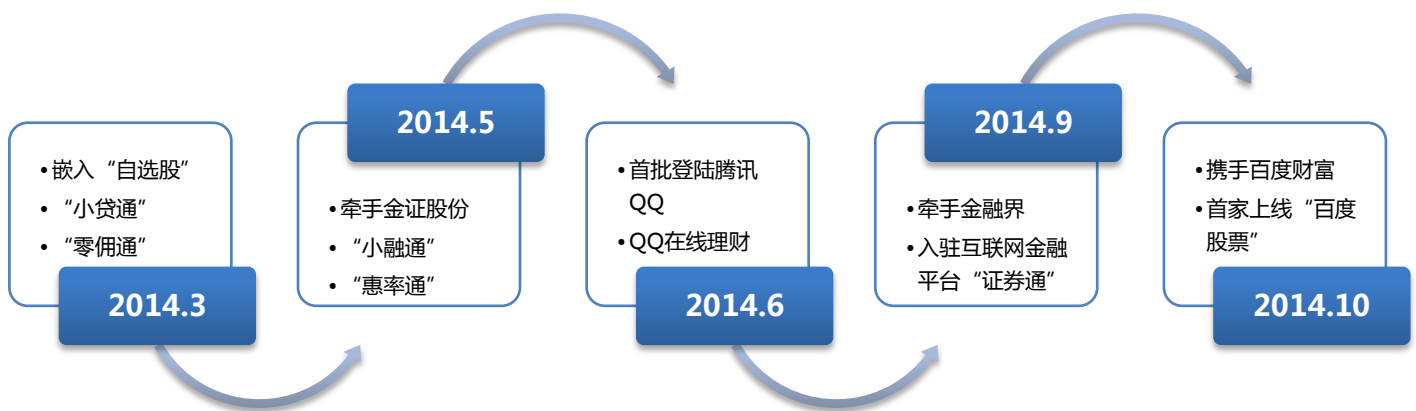 •嵌入“自选股”
•“小贷通”
•“零佣通”
2014.3
2014.5
•牵手金证股份
•“小融通”
•“惠率通”
•首批登陆腾讯
QQ
•QQ在线理财
2014.6
2014.9
•牵手金融界
•入驻互联网金融
平台“证券通”
•携手百度财富
•首家上线“百度
股票”
2014.10